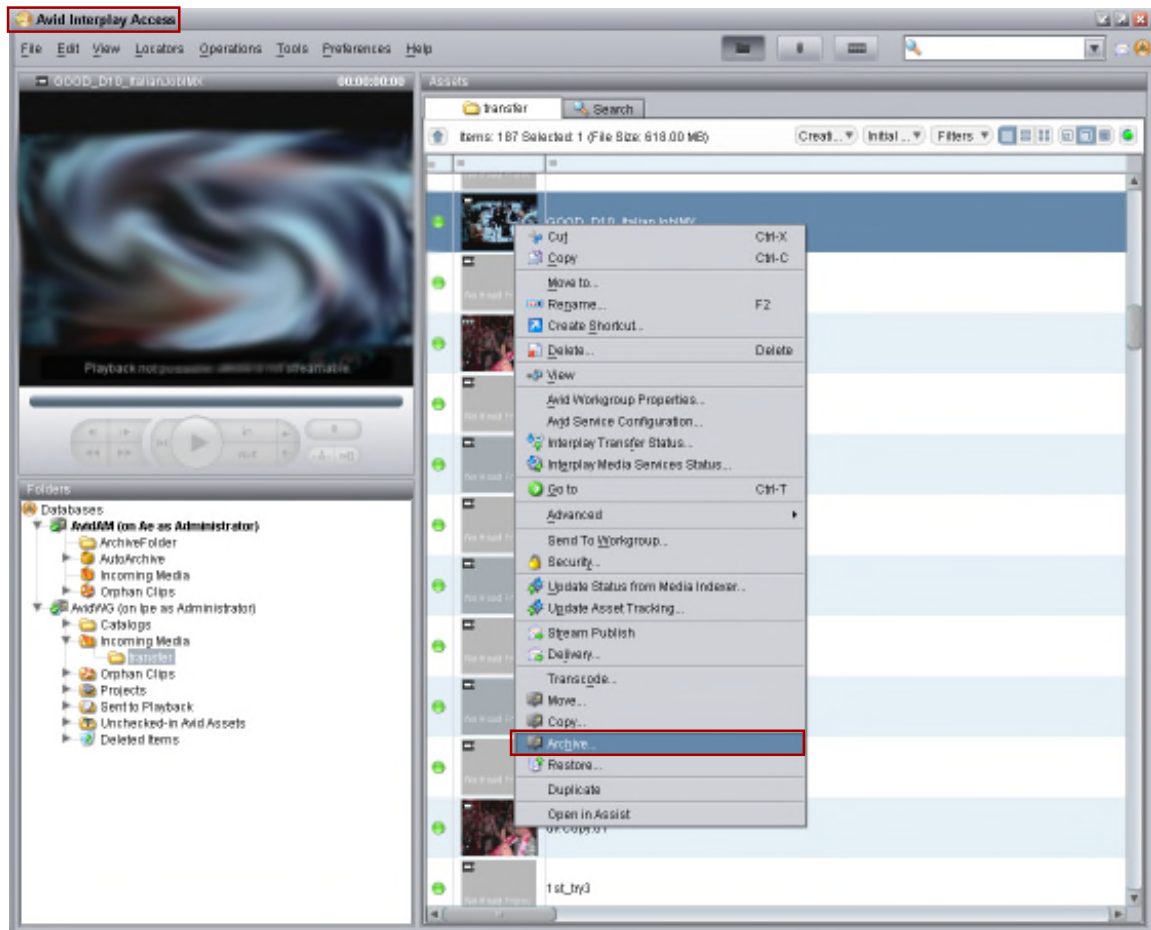 Avid Interplay Access
File Edit View Locators Operations Tools Preferences Help
GOOD_D10_ItalianJobIMX 00:00:00:00
Playback not streamable
Folders
Databases
AvidAM (on Ae as Administrator)
ArchiveFolder
AutoArchive
Incoming Media
Orphan Clips
AvidWG (on Ipe as Administrator)
Catalogs
Incoming Media
transfer
Orphan Clips
Projects
Sent to Playback
Unchecked-in Avid Assets
Deleted Items
Assets
transfer Search
Items: 187 Selected: 1 (File Size: 618.00 MB) Creati... Initial ... Filters
GOOD_D10_ItalianJobIMX
Cut Ctrl-X
Copy Ctrl-C
Move to...
Rename... F2
Create Shortcut...
Delete... Delete
View
Avid Workgroup Properties...
Avid Service Configuration...
Interplay Transfer Status...
Interplay Media Services Status...
Go to Ctrl-T
Advanced
Send To Workgroup...
Security...
Update Status from Media Indexer...
Update Asset Tracking...
Stream Publish
Delivery...
Transcode...
Move...
Copy...
Archive...
Restore...
Duplicate
Open in Assist
1st_try3